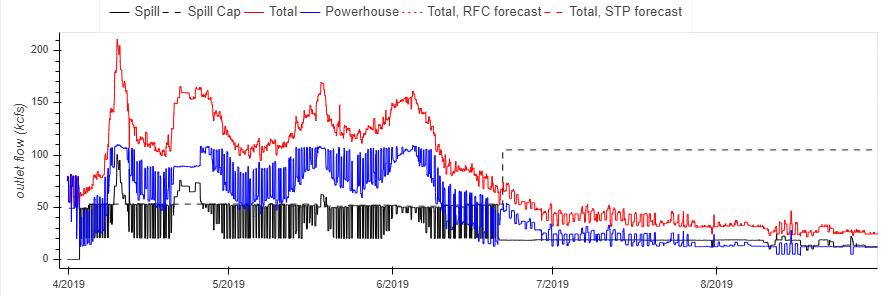 Spill Spill Cap Total Powerhouse Total, RFC forecast Total, STP forecast
outlet flow (kcfs)
200
150
100
50
0
4/2019 5/2019 6/2019 7/2019 8/2019